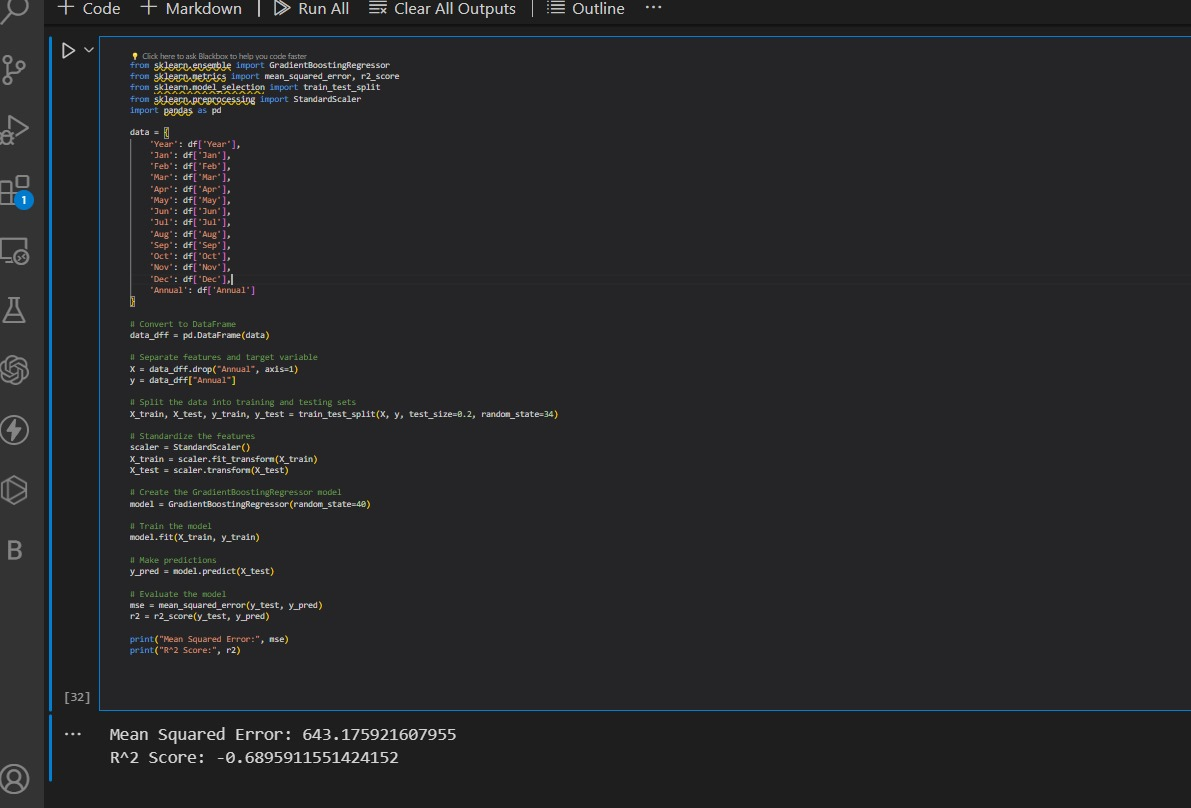 Code Markdown Run All Clear All Outputs Outline ...
Click here to ask Blackbox to help you code faster
from sklearn.ensemble import GradientBoostingRegressor
from sklearn.metrics import mean_squared_error, r2_score
from sklearn.model_selection import train_test_split
from sklearn.preprocessing import StandardScaler
import pandas as pd
data = {
'Year': df['Year'],
'Jan': df['Jan'],
'Feb': df['Feb'],
'Mar': df['Mar'],
'Apr': df['Apr'],
'May': df['May'],
'Jun': df['Jun'],
'Jul': df['Jul'],
'Aug': df['Aug'],
'Sep': df['Sep'],
'Oct': df['Oct'],
'Nov': df['Nov'],
1
'Dec': df['Dec'],
'Annual': df['Annual']
}
# Convert to DataFrame
data_dff = pd.DataFrame(data)
# Separate features and target variable
X = data_dff.drop("Annual", axis=1)
y = data_dff["Annual"]
# Split the data into training and testing sets
X_train, X_test, y_train, y_test = train_test_split(X, y, test_size=0.2, random_state=34)
# Standardize the features
scaler = StandardScaler()
X_train = scaler.fit_transform(X_train)
X_test = scaler.transform(X_test)
# Create the GradientBoostingRegressor model
model = GradientBoostingRegressor(random_state=40)
# Train the model
model.fit(X_train, y_train)
B
# Make predictions
y_pred = model.predict(X_test)
# Evaluate the model
mse = mean_squared_error(y_test, y_pred)
r2 = r2_score(y_test, y_pred)
print("Mean Squared Error:", mse)
print("R^2 Score:", r2)
[32]
... Mean Squared Error: 643.175921607955
R^2 Score: -0.6895911551424152